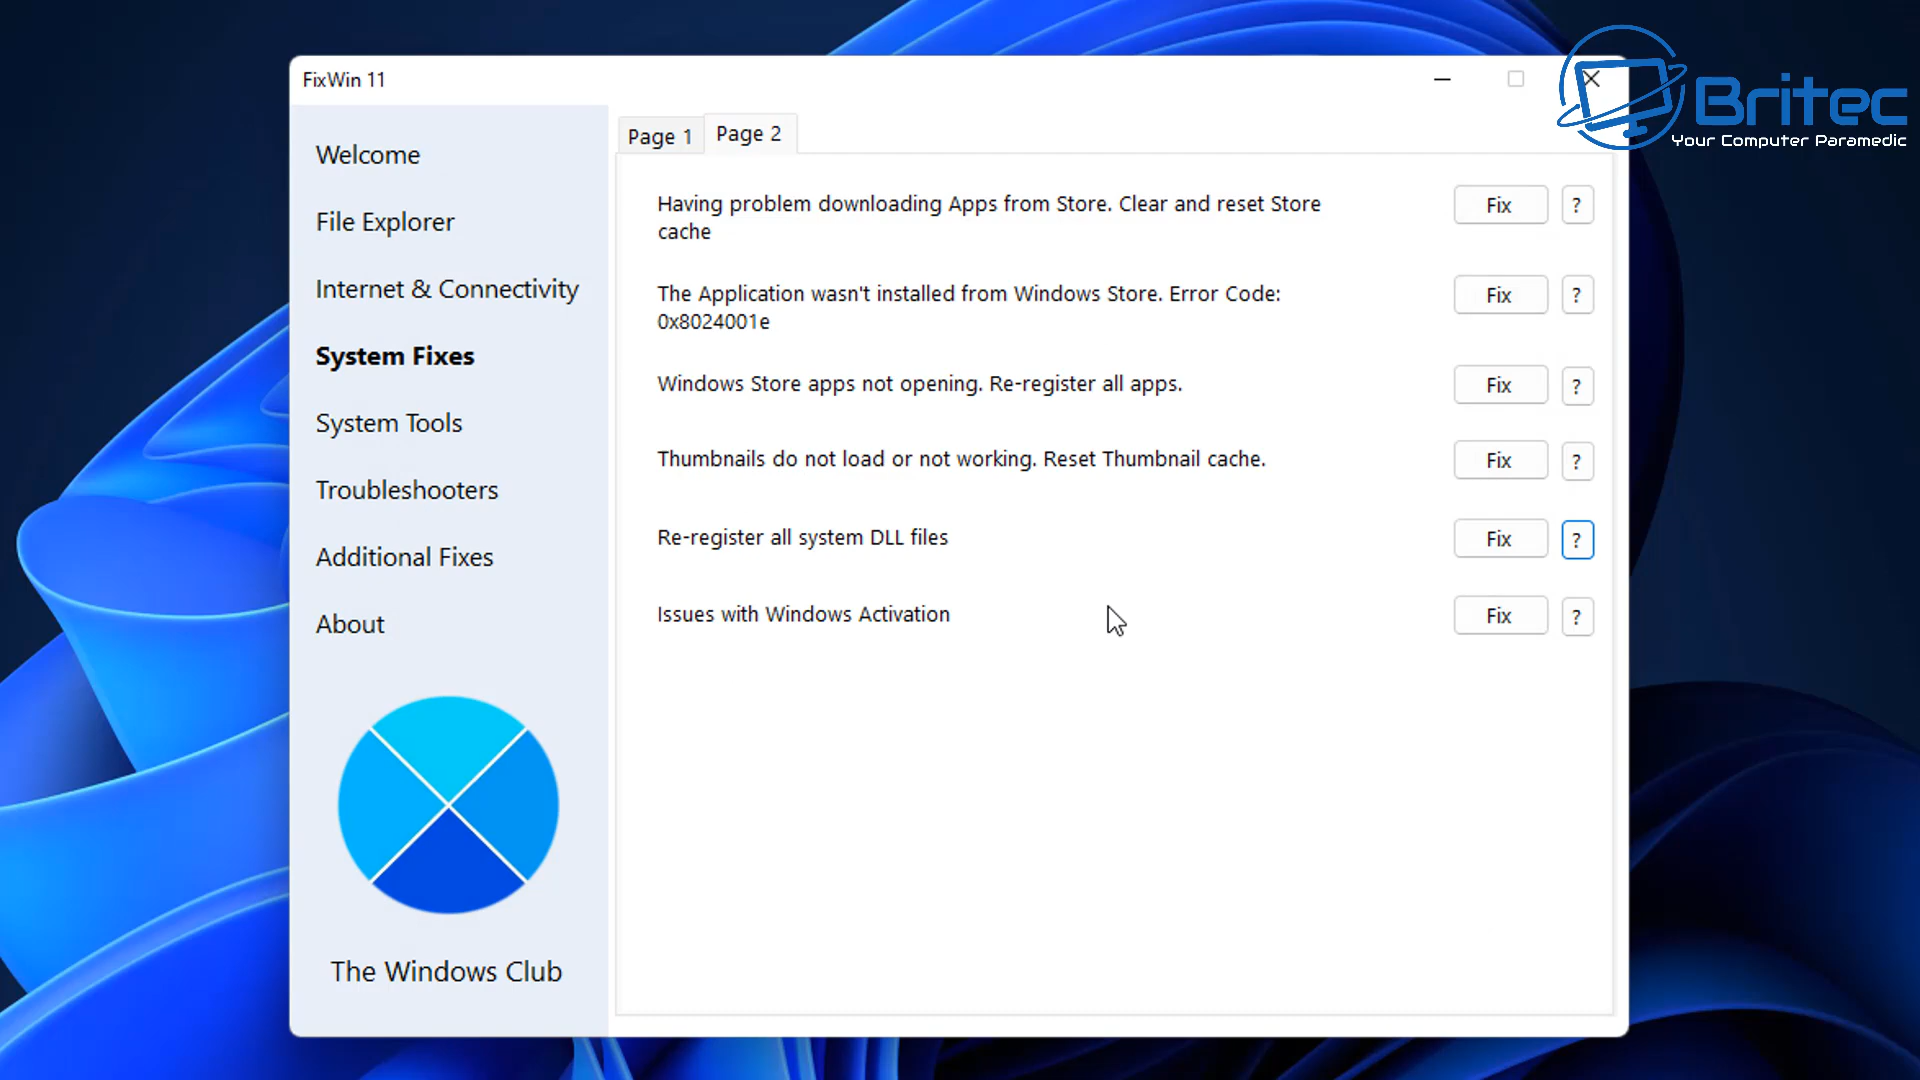 FixWin 11
Britec
Your Computer Paramedic
Welcome
File Explorer
Internet & Connectivity
System Fixes
System Tools
Troubleshooters
Additional Fixes
About
The Windows Club
Page 1
Page 2
Having problem downloading Apps from Store. Clear and reset Store
cache
Fix
?
The Application wasn't installed from Windows Store. Error Code:
0x8024001e
Fix
?
Windows Store apps not opening. Re-register all apps.
Fix
?
Thumbnails do not load or not working. Reset Thumbnail cache.
Fix
?
Re-register all system DLL files
Fix
?
Issues with Windows Activation
Fix
?